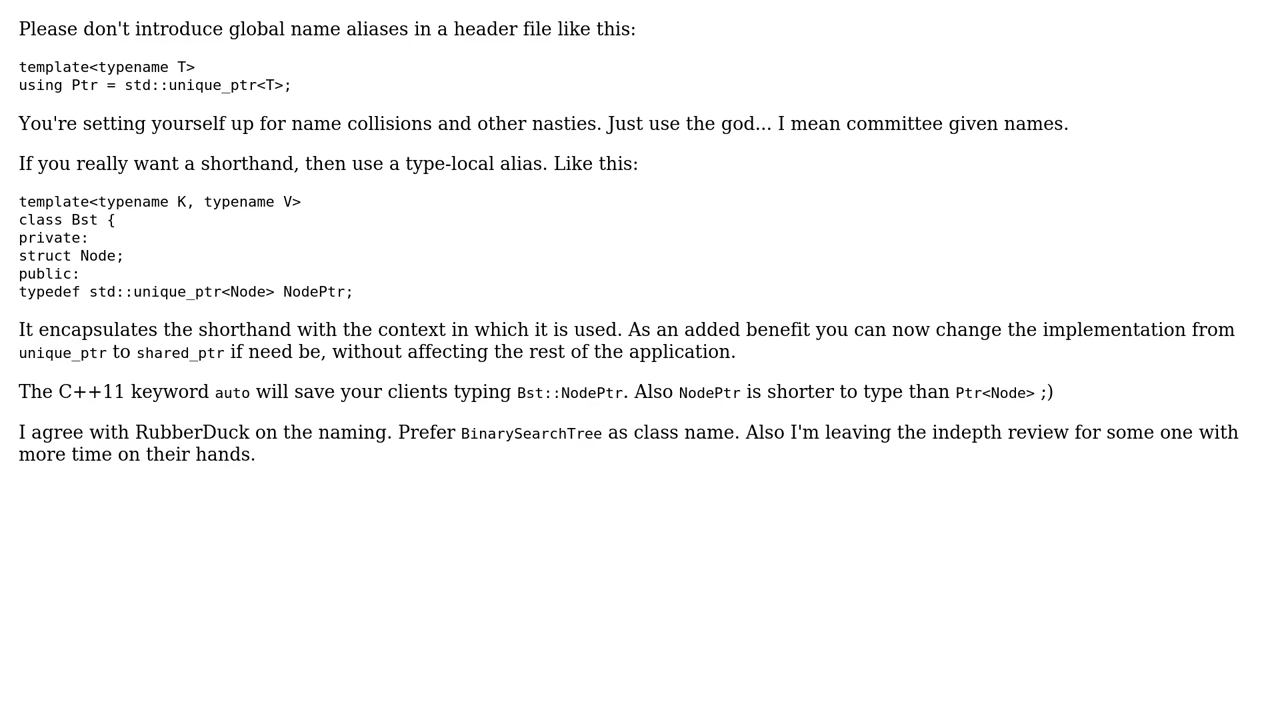 Please don't introduce global name aliases in a header file like this:
template<typename T>
using Ptr = std::unique_ptr<T>;
You're setting yourself up for name collisions and other nasties. Just use the god... I mean committee given names.
If you really want a shorthand, then use a type-local alias. Like this:
template<typename K, typename V>
class Bst {
private:
struct Node;
public:
typedef std::unique_ptr<Node> NodePtr;
It encapsulates the shorthand with the context in which it is used. As an added benefit you can now change the implementation from
unique_ptr to shared_ptr if need be, without affecting the rest of the application.
The C++11 keyword auto will save your clients typing Bst::NodePtr. Also NodePtr is shorter to type than Ptr<Node> ;)
I agree with RubberDuck on the naming. Prefer BinarySearchTree as class name. Also I'm leaving the indepth review for some one with
more time on their hands.